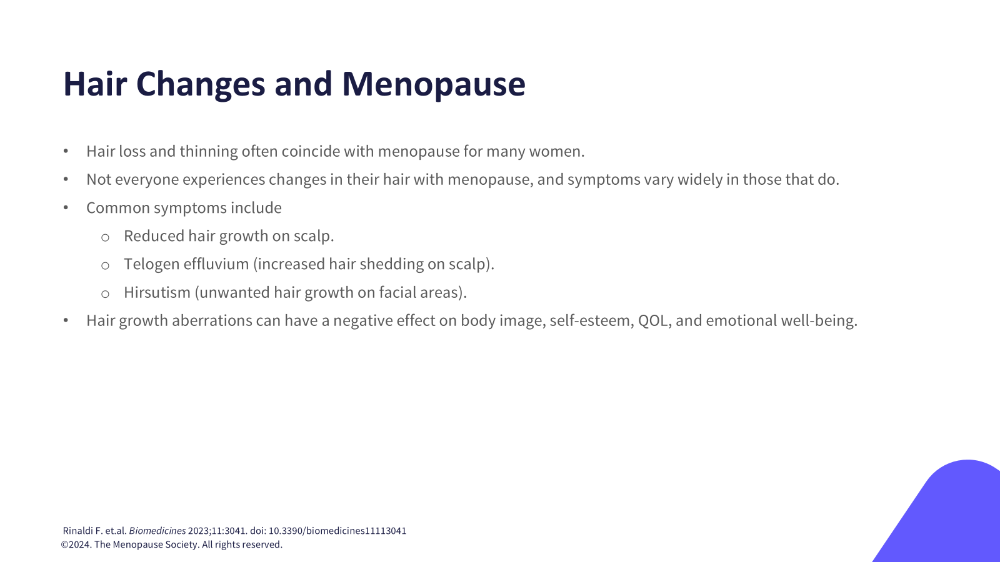 Hair Changes and Menopause
• Hair loss and thinning often coincide with menopause for many women.
• Not everyone experiences changes in their hair with menopause, and symptoms vary widely in those that do.
• Common symptoms include
o Reduced hair growth on scalp.
o Telogen effluvium (increased hair shedding on scalp).
o Hirsutism (unwanted hair growth on facial areas).
• Hair growth aberrations can have a negative effect on body image, self-esteem, QOL, and emotional well-being.
Rinaldi F. et.al. Biomedicines 2023;11:3041. doi: 10.3390/biomedicines11113041
©2024. The Menopause Society. All rights reserved.